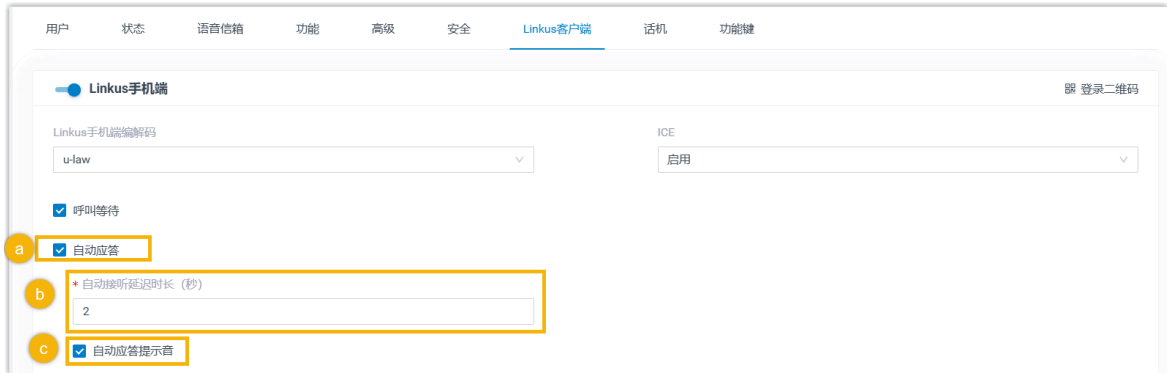 用户 状态 语音信箱 功能 高级 安全 Linkus客户端 话机 功能键
Linkus手机端 登录二维码
Linkus手机端编解码 ICE
u-law 启用
呼叫等待
a 自动应答
* 自动接听延迟时长（秒）
b
2
c 自动应答提示音